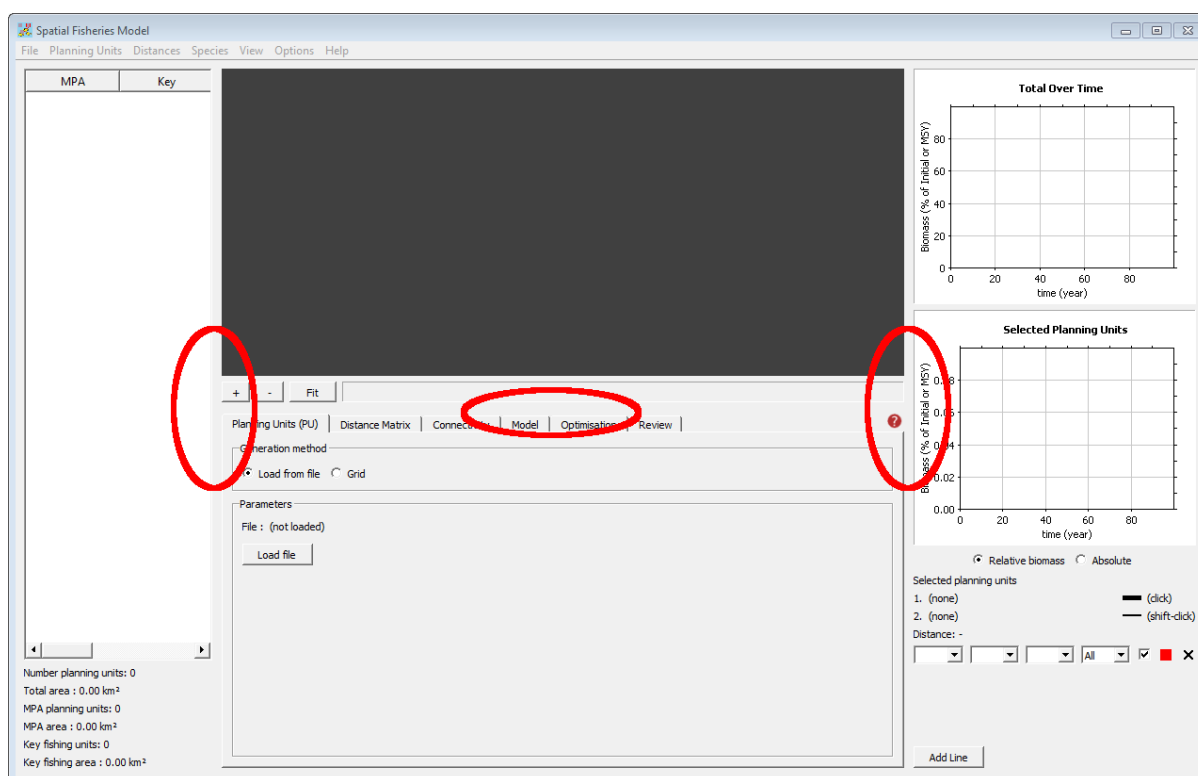 Spatial Fisheries Model
File Planning Units Distances Species View Options Help
MPA Key
Number planning units: 0
Total area : 0.00 km²
MPA planning units: 0
MPA area : 0.00 km²
Key fishing units: 0
Key fishing area : 0.00 km²
+ - Fit
Planning Units (PU) Distance Matrix Connectivity Model Optimisation Review ?
Generation method
Load from file Grid
Parameters
File : (not loaded)
Load file
Total Over Time
Biomass (% of Initial or MSY)
80
60
40
20
0
0 20 40 60 80
time (year)
Selected Planning Units
Biomass (% of Initial or MSY)
0.08
0.06
0.04
0.02
0.00
0 20 40 60 80
time (year)
Relative biomass Absolute
Selected planning units
1. (none) (click)
2. (none) (shift-click)
Distance: -
All
Add Line